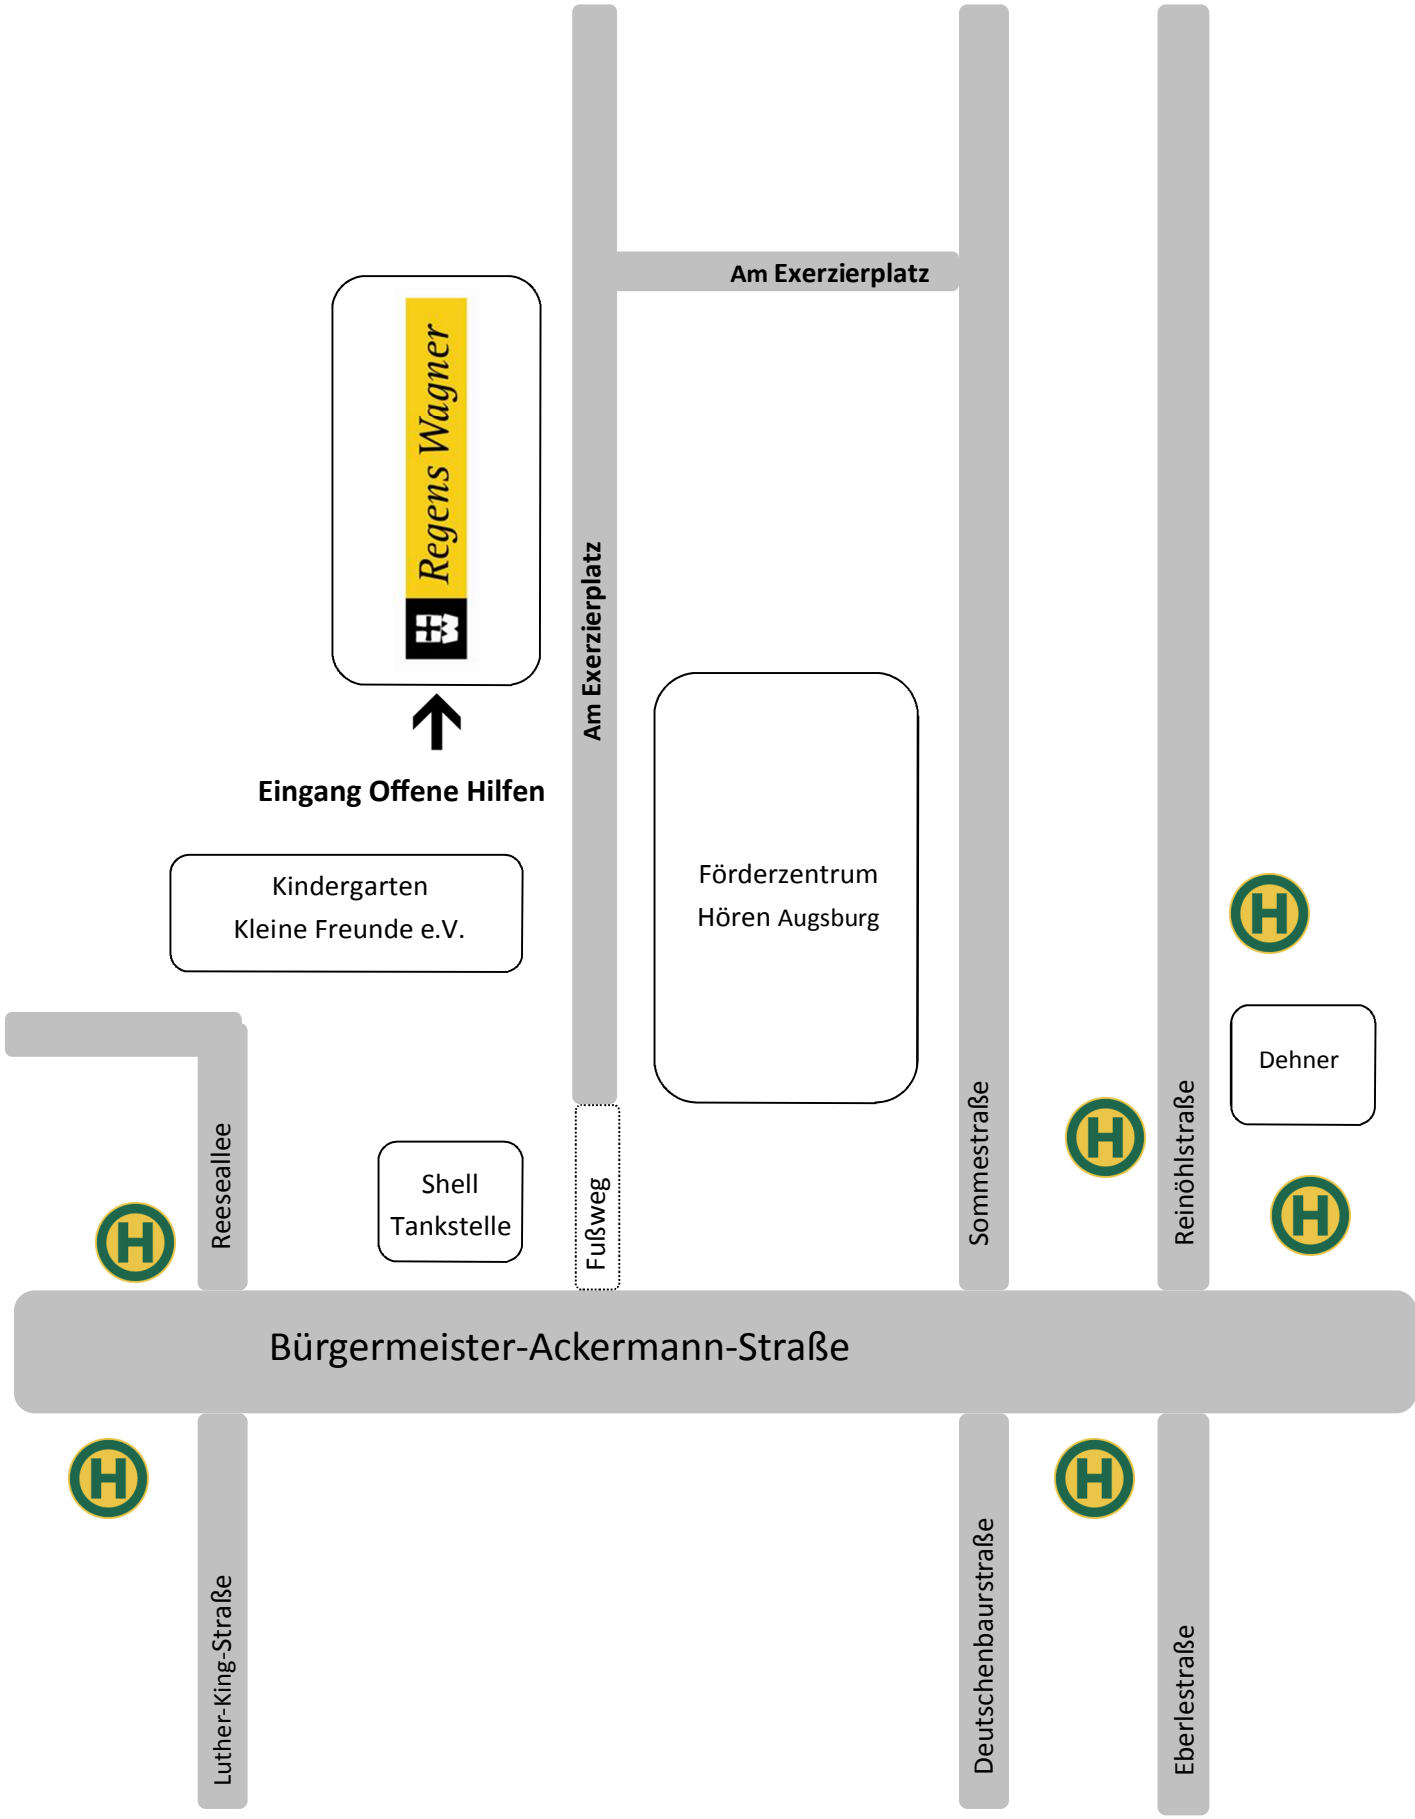 Am Exerzierplatz
Regens Wagner
Am Exerzierplatz
Eingang Offene Hilfen
Kindergarten
Kleine Freunde e.V.
Förderzentrum
Hören Augsburg
H
Dehner
H
Reeseallee
Shell
Tankstelle
Fußweg
Sommestraße
Reinöhlstraße
H
H
Bürgermeister-Ackermann-Straße
H
H
Luther-King-Straße
Deutschenbaurstraße
Eberlestraße